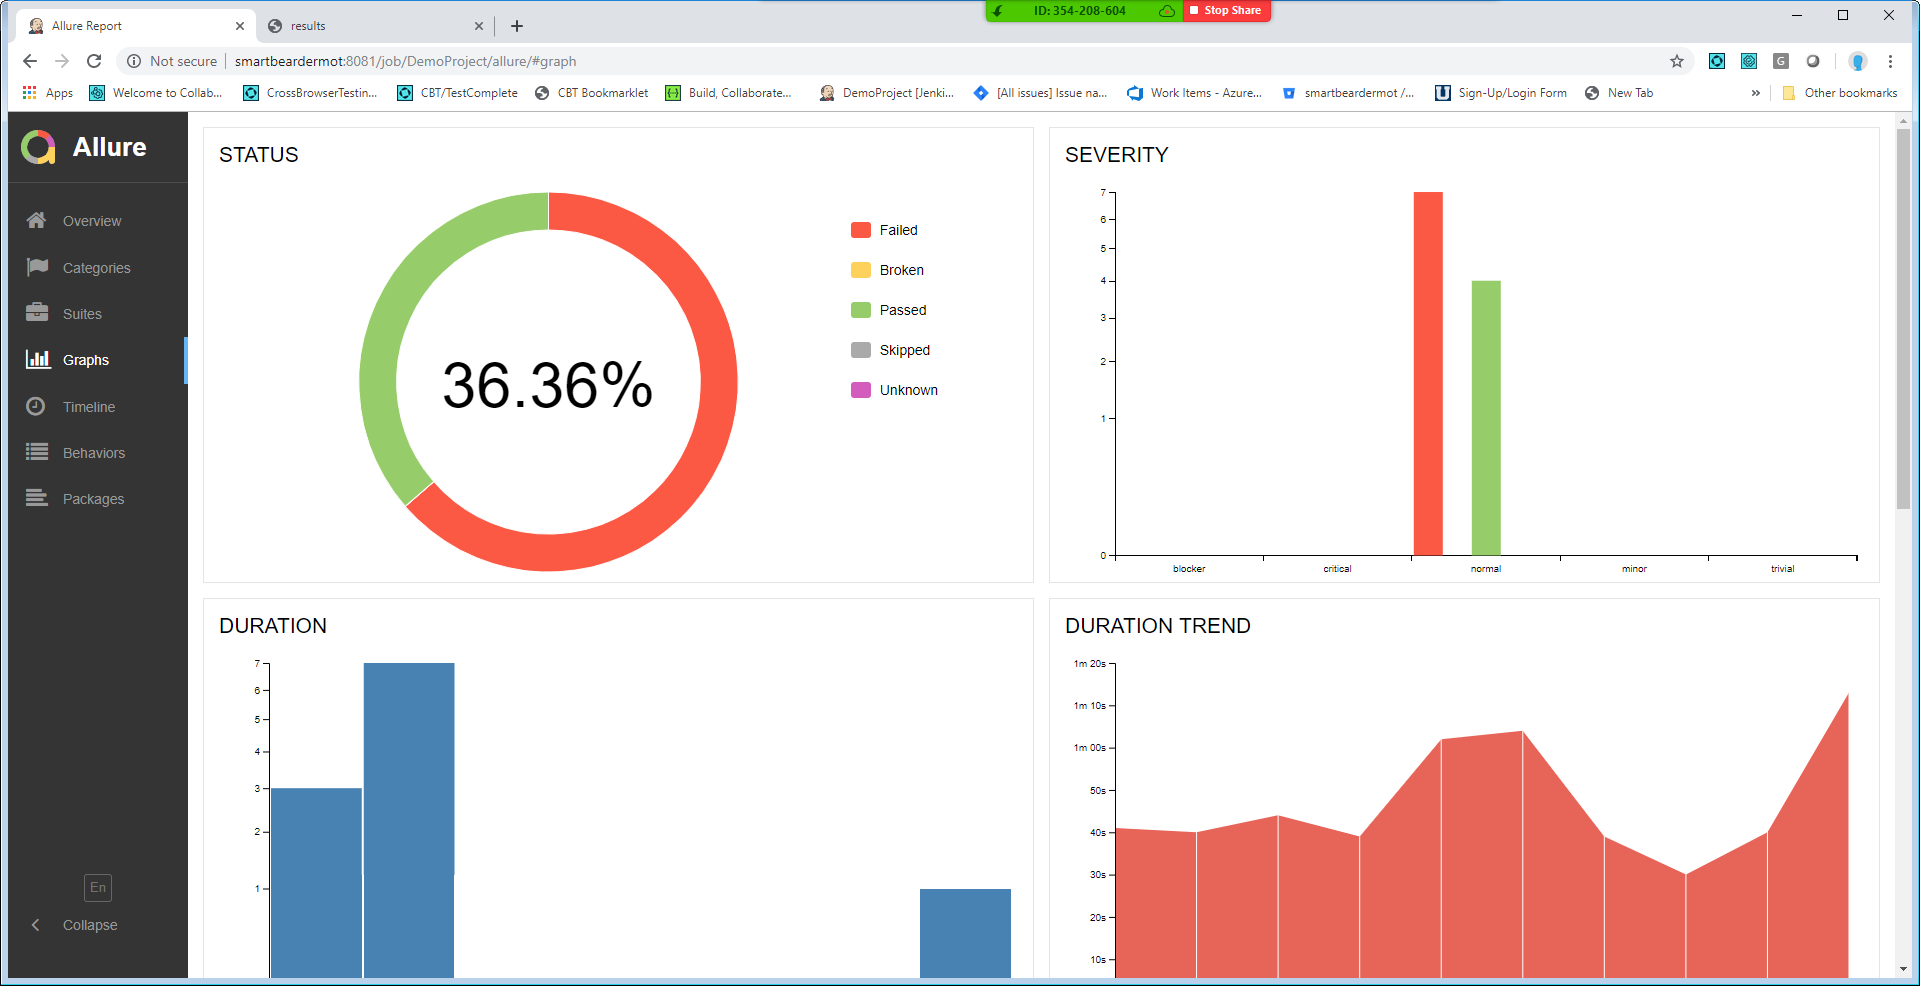 Allure Report
results
ID: 354-208-604
Stop Share
Not secure
smartbeardermot:8081/job/DemoProject/allure/#graph
G
Apps
Welcome to Collab...
CrossBrowserTestin...
CBT/TestComplete
CBT Bookmarklet
Build, Collaborate...
DemoProject [Jenki...
[All issues] Issue na...
Work Items - Azure...
smartbeardermot /...
Sign-Up/Login Form
New Tab
»
Other bookmarks
Allure
Overview
Categories
Suites
Graphs
Timeline
Behaviors
Packages
En
Collapse
STATUS
36.36%
Failed
Broken
Passed
Skipped
Unknown
SEVERITY
7
6
5
4
3
2
1
0
blocker
critical
normal
minor
trivial
DURATION
7
6
5
4
3
2
1
DURATION TREND
1m 20s
1m 10s
1m 00s
50s
40s
30s
20s
10s